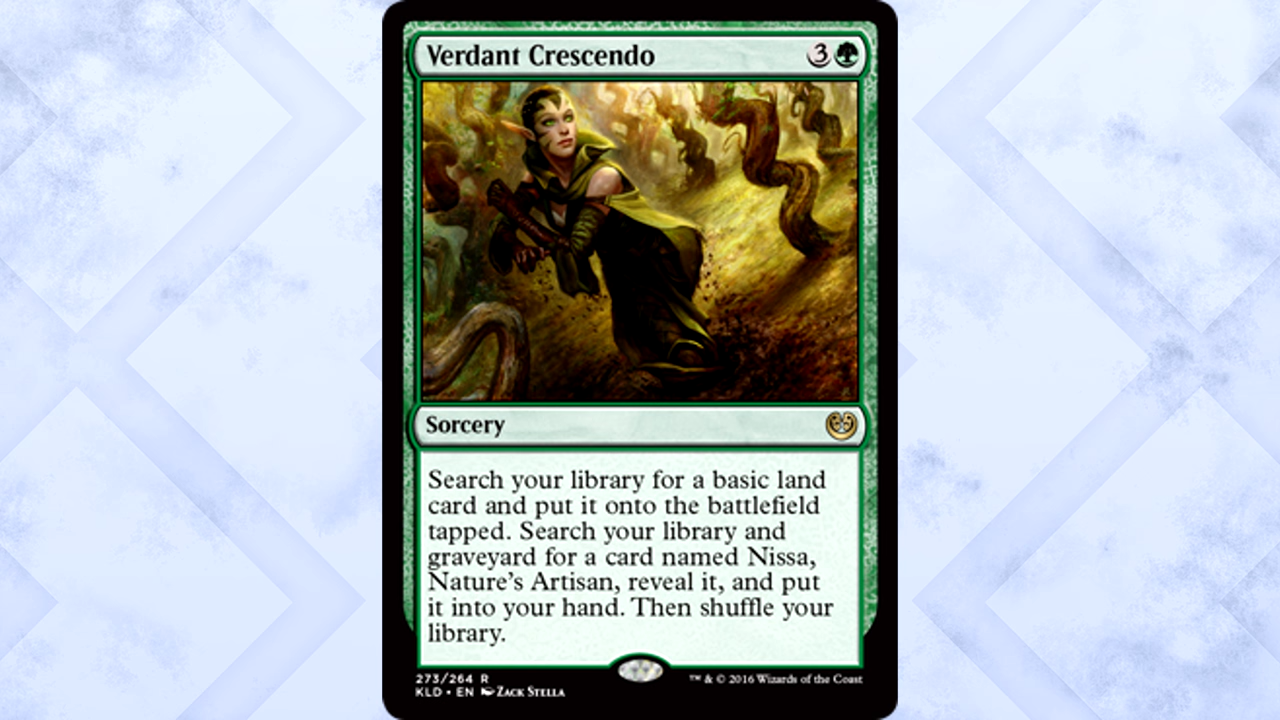 Verdant Crescendo 3
Sorcery
Search your library for a basic land
card and put it onto the battlefield
tapped. Search your library and
graveyard for a card named Nissa,
Nature's Artisan, reveal it, and put
it into your hand. Then shuffle your
library.
273/264 R
KLD • EN Zack Stella
™ & © 2016 Wizards of the Coast